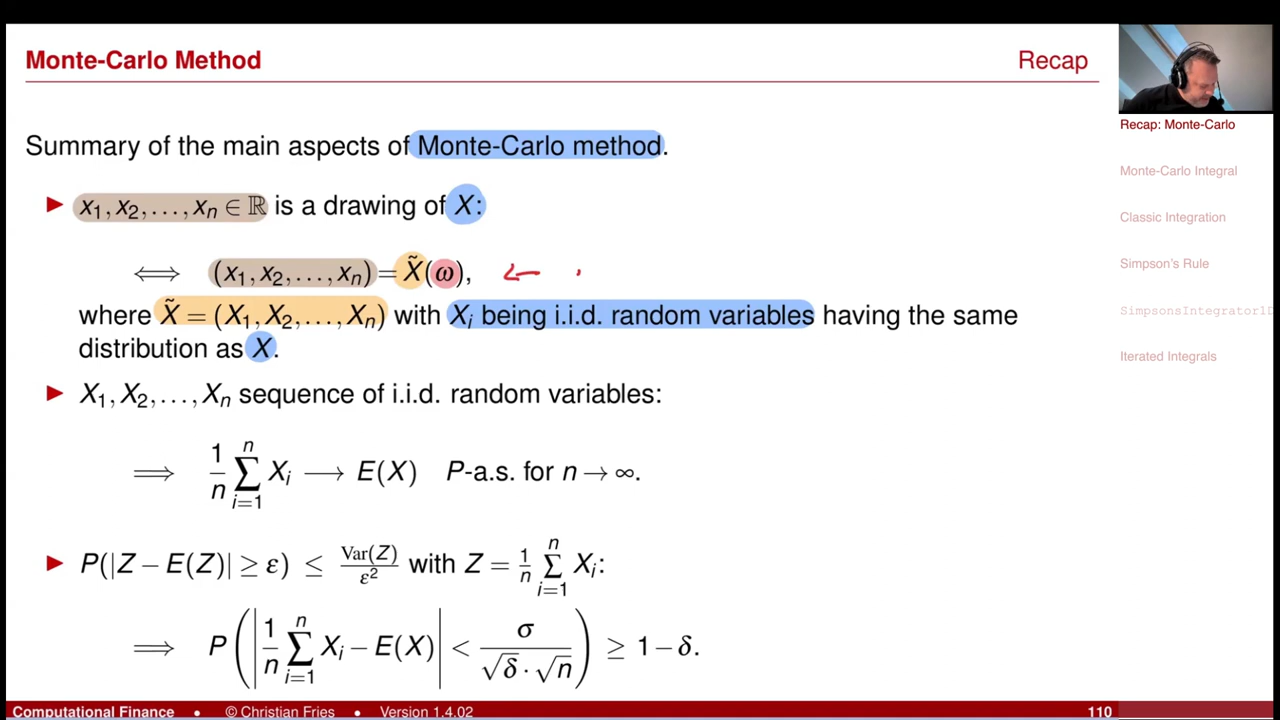 Monte-Carlo Method Recap
Summary of the main aspects of Monte-Carlo method.
► x₁, x₂, …, xₙ ∈ ℝ is a drawing of X:
⟺ (x₁, x₂, …, xₙ) = X̃(ω), ←
where X̃ = (X₁, X₂, …, Xₙ) with Xᵢ being i.i.d. random variables having the same
distribution as X.
► X₁, X₂, …, Xₙ sequence of i.i.d. random variables:
⟹ 1/n ∑ᵢ₌₁ⁿ Xᵢ ⟶ E(X) P-a.s. for n → ∞.
► P(|Z − E(Z)| ≥ ε) ≤ Var(Z)/ε² with Z = 1/n ∑ᵢ₌₁ⁿ Xᵢ:
⟹ P(|1/n ∑ᵢ₌₁ⁿ Xᵢ − E(X)| < σ/(√δ · √n)) ≥ 1 − δ.
Recap: Monte-Carlo
Monte-Carlo Integral
Classic Integration
Simpson's Rule
SimpsonsIntegrator1D
Iterated Integrals
Computational Finance • © Christian Fries • Version 1.4.02 110